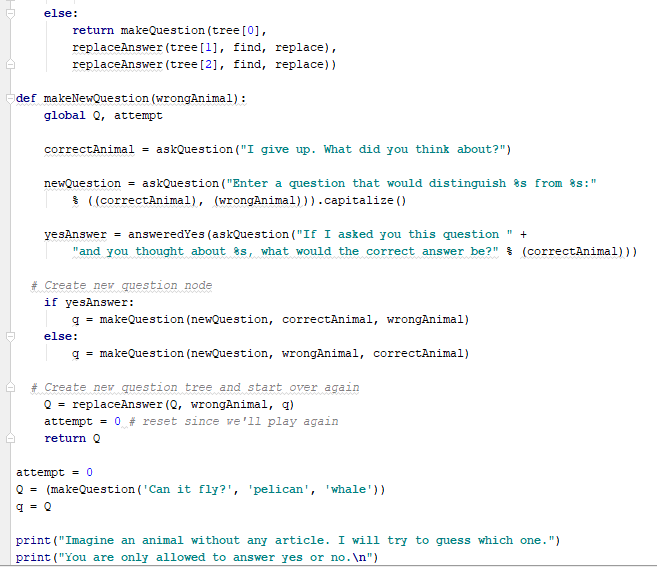 else:
return makeQuestion(tree[0],
replaceAnswer(tree[1], find, replace),
replaceAnswer(tree[2], find, replace))
def makeNewQuestion(wrongAnimal):
global Q, attempt
correctAnimal = askQuestion("I give up. What did you think about?")
newQuestion = askQuestion("Enter a question that would distinguish %s from %s:"
% ((correctAnimal), (wrongAnimal))).capitalize()
yesAnswer = answeredYes(askQuestion("If I asked you this question " +
"and you thought about %s, what would the correct answer be?" % (correctAnimal)))
# Create new question node
if yesAnswer:
q = makeQuestion(newQuestion, correctAnimal, wrongAnimal)
else:
q = makeQuestion(newQuestion, wrongAnimal, correctAnimal)
# Create new question tree and start over again
Q = replaceAnswer(Q, wrongAnimal, q)
attempt = 0 # reset since we'll play again
return Q
attempt = 0
Q = (makeQuestion('Can it fly?', 'pelican', 'whale'))
q = Q
print("Imagine an animal without any article. I will try to guess which one.")
print("You are only allowed to answer yes or no.\n")